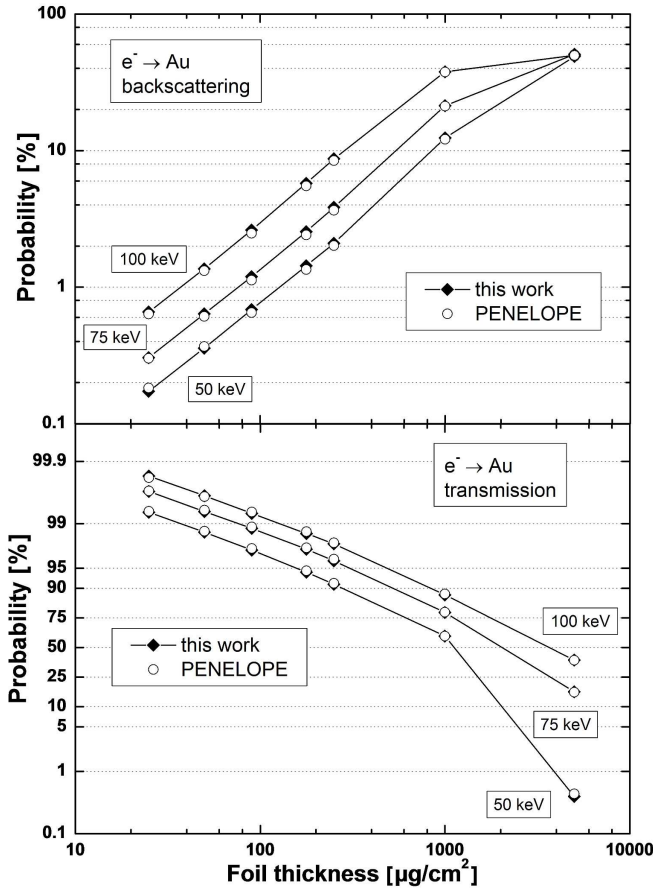 100
e⁻ → Au
backscattering
10
Probability [%]
100 keV
1
this work
PENELOPE
75 keV
50 keV
0.1
99.9
e⁻ → Au
transmission
99
95
90
Probability [%]
75
100 keV
this work
50
PENELOPE
25
10
75 keV
5
1
50 keV
0.1
10 100 1000 10000
Foil thickness [µg/cm²]